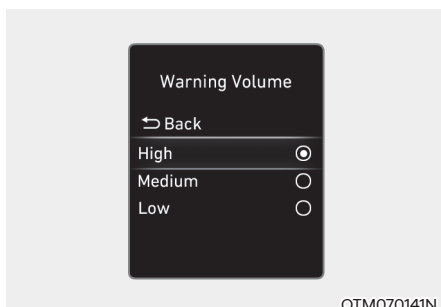 Warning Volume
Back
High
Medium
Low
OTM070141N